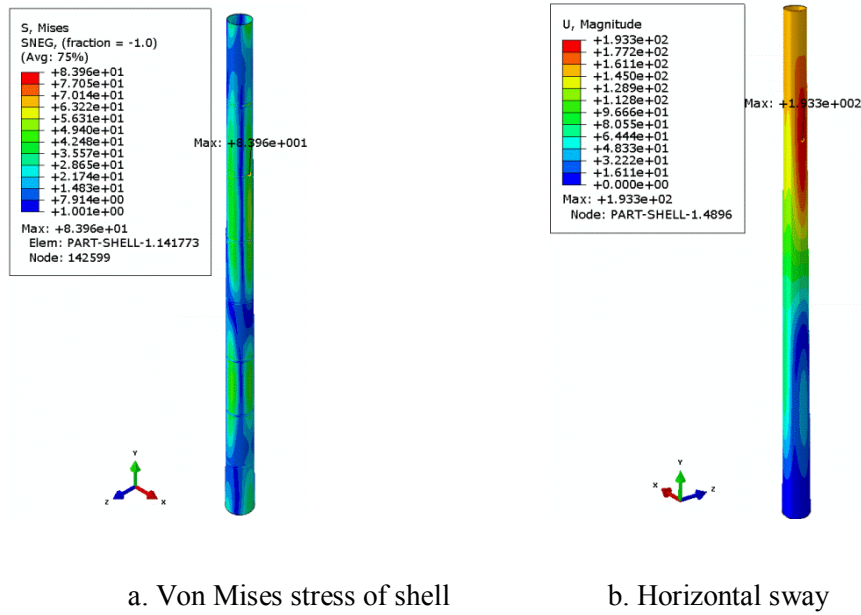 S, Mises
SNEG, (fraction = -1.0)
(Avg: 75%)
+8.396e+01
+7.705e+01
+7.014e+01
+6.322e+01
+5.631e+01
+4.940e+01
+4.248e+01
+3.557e+01
+2.865e+01
+2.174e+01
+1.483e+01
+7.914e+00
+1.001e+00
Max: +8.396e+01
Elem: PART-SHELL-1.141773
Node: 142599
Max: +8.396e+001
Y
Z
X
U, Magnitude
+1.933e+02
+1.772e+02
+1.611e+02
+1.450e+02
+1.289e+02
+1.128e+02
+9.666e+01
+8.055e+01
+6.444e+01
+4.833e+01
+3.222e+01
+1.611e+01
+0.000e+00
Max: +1.933e+02
Node: PART-SHELL-1.4896
Max: +1.933e+002
Y
X
Z
a. Von Mises stress of shell
b. Horizontal sway